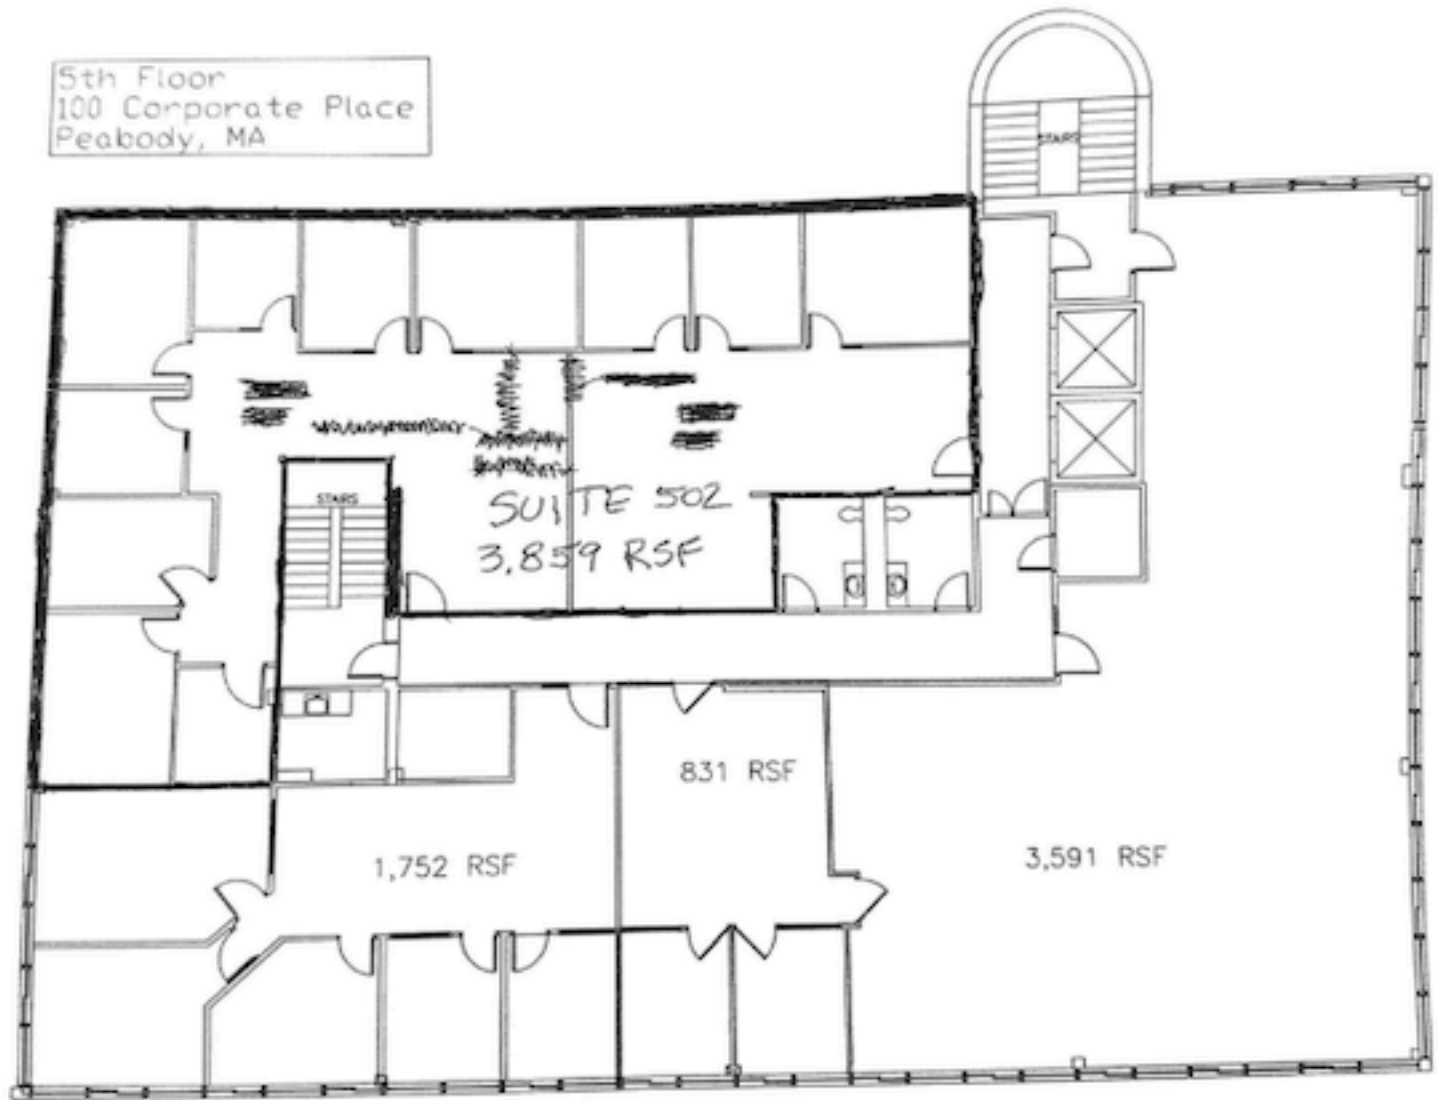 5th Floor
100 Corporate Place
Peabody, MA
STAIRS
STAIRS
SUITE 502
3,859 RSF
831 RSF
1,752 RSF
3,591 RSF